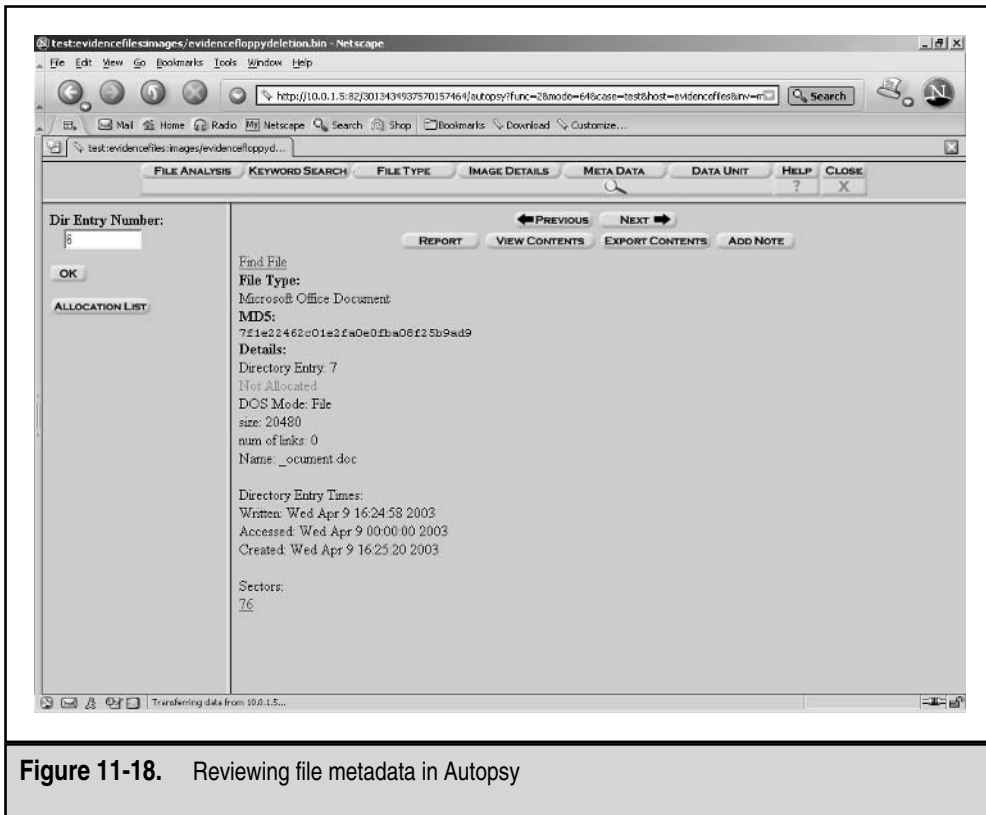 test:evidencefiles:images/evidencefloppydeletion.bin - Netscape
File Edit View Go Bookmarks Tools Window Help
http://10.0.1.5:82/3013434937570157464/autopsy?func=2&mode=64&case=test&host=evidencefiles&inv=
Search
N
Mail Home Radio My Netscape Search Shop Bookmarks Download Customize...
test:evidencefiles:images/evidencefloppyd...
FILE ANALYSIS KEYWORD SEARCH FILE TYPE IMAGE DETAILS META DATA DATA UNIT HELP CLOSE
? X
Dir Entry Number:
6
OK
ALLOCATION LIST
PREVIOUS NEXT
REPORT VIEW CONTENTS EXPORT CONTENTS ADD NOTE
Find File
File Type:
Microsoft Office Document
MD5:
7f1e22462c01e2fa0e0fba08f25b9ad9
Details:
Directory Entry: 7
Not Allocated
DOS Mode: File
size: 20480
num of links: 0
Name: _ocument.doc
Directory Entry Times:
Written: Wed Apr 9 16:24:58 2003
Accessed: Wed Apr 9 00:00:00 2003
Created: Wed Apr 9 16:25:20 2003
Sectors:
76
Transferring data from 10.0.1.5...
Figure 11-18. Reviewing file metadata in Autopsy